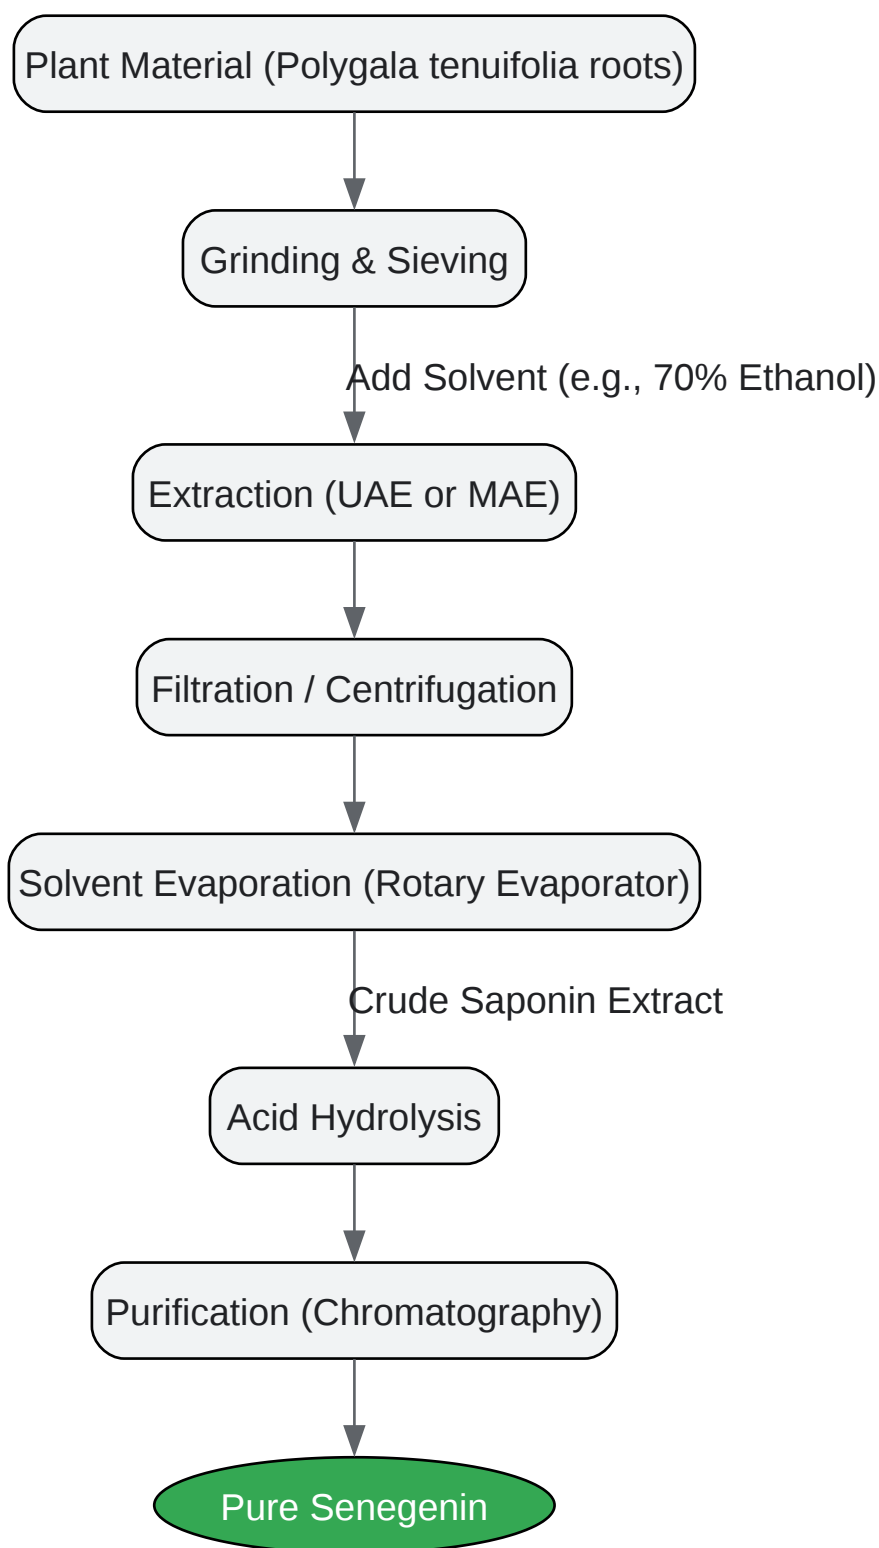 Plant Material (Polygala tenuifolia roots)
Grinding & Sieving
Add Solvent (e.g., 70% Ethanol)
Extraction (UAE or MAE)
Filtration / Centrifugation
Solvent Evaporation (Rotary Evaporator)
Crude Saponin Extract
Acid Hydrolysis
Purification (Chromatography)
Pure Senegenin